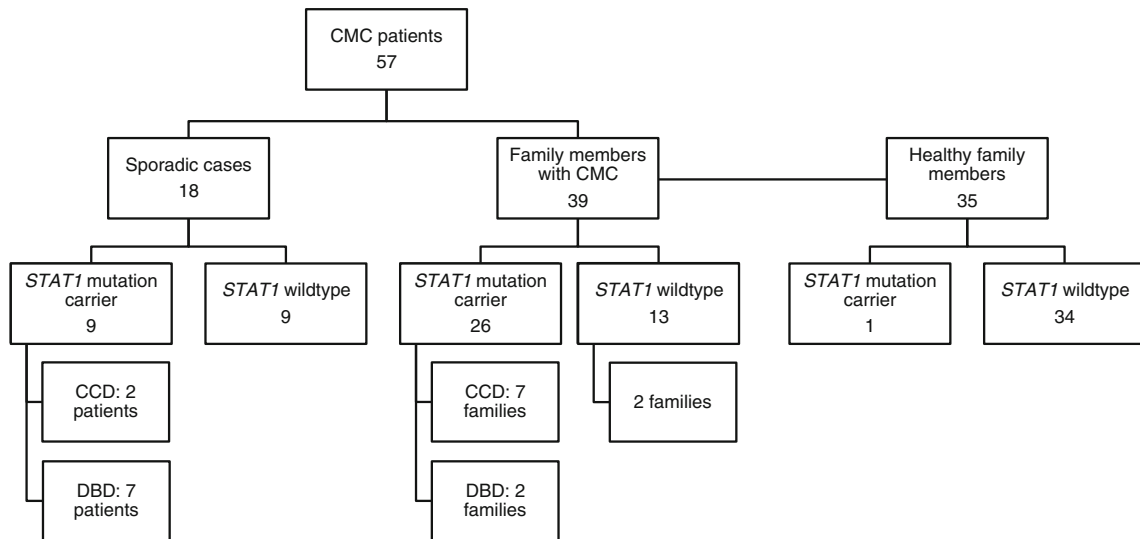 CMC patients
57
Sporadic cases
18
Family members
with CMC
39
Healthy family
members
35
STAT1 mutation
carrier
9
STAT1 wildtype
9
STAT1 mutation
carrier
26
STAT1 wildtype
13
STAT1 mutation
carrier
1
STAT1 wildtype
34
CCD: 2
patients
CCD: 7
families
2 families
DBD: 7
patients
DBD: 2
families